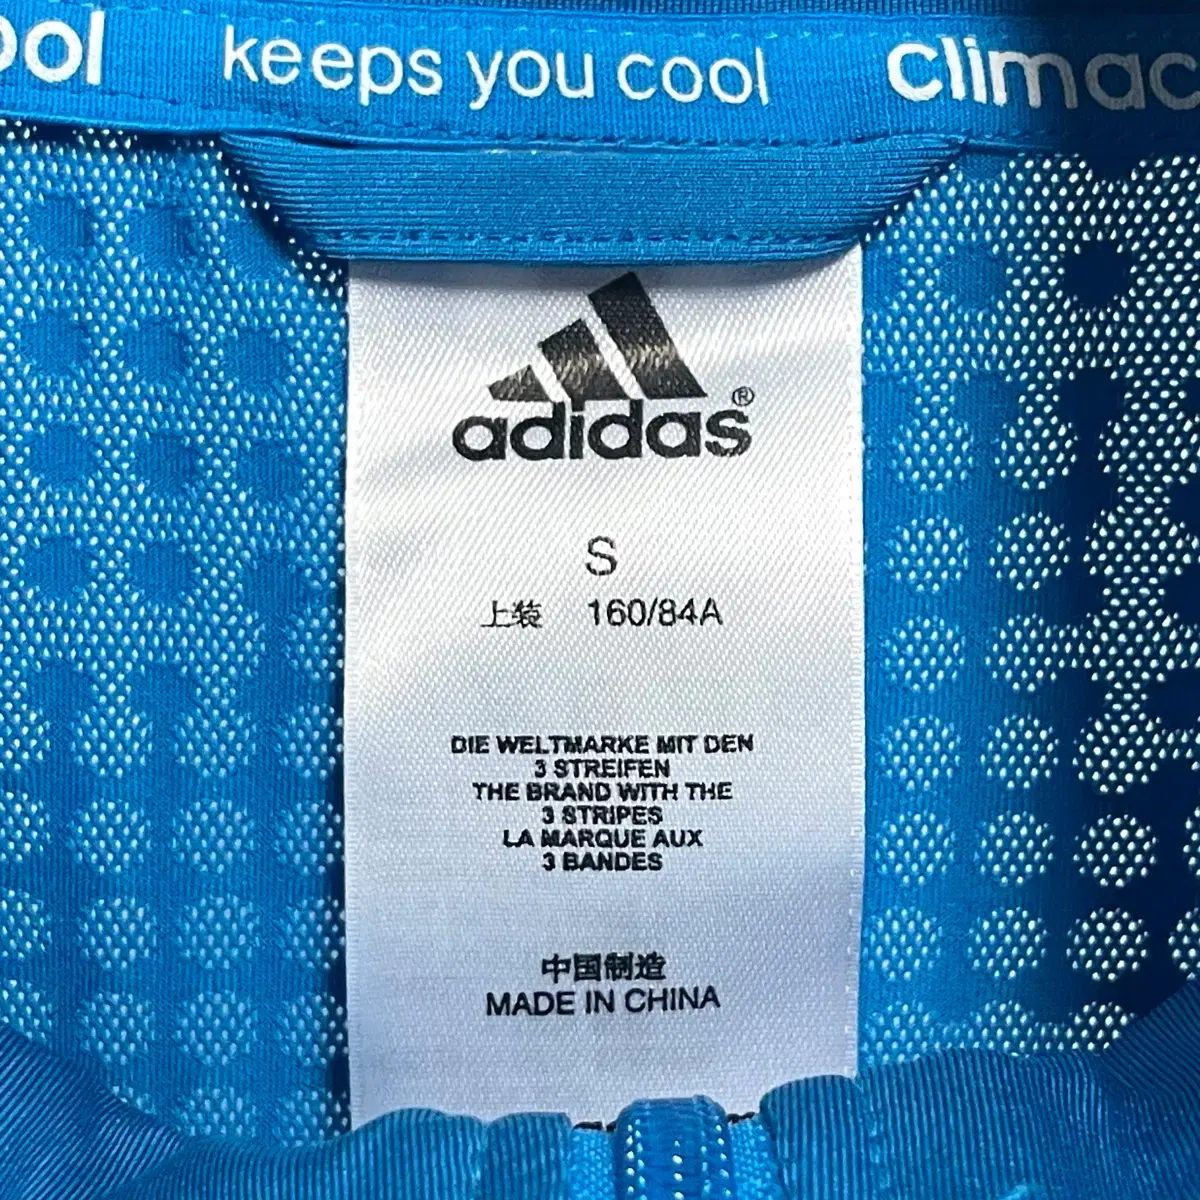 ool keeps you cool Climac
adidas®
S
上装 160/84A
DIE WELTMARKE MIT DEN
3 STREIFEN
THE BRAND WITH THE
3 STRIPES
LA MARQUE AUX
3 BANDES
中国制造
MADE IN CHINA